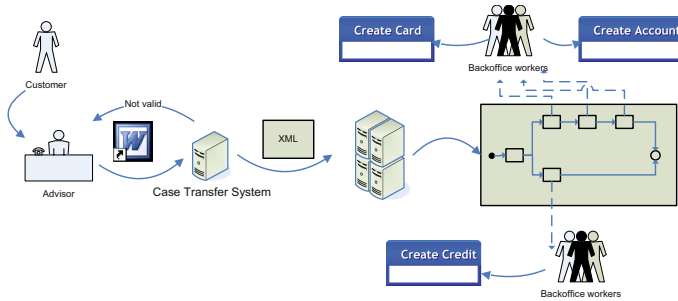 Create Card
Create Account
Backoffice workers
Customer
Not valid
W
XML
Case Transfer System
Advisor
Create Credit
Backoffice workers